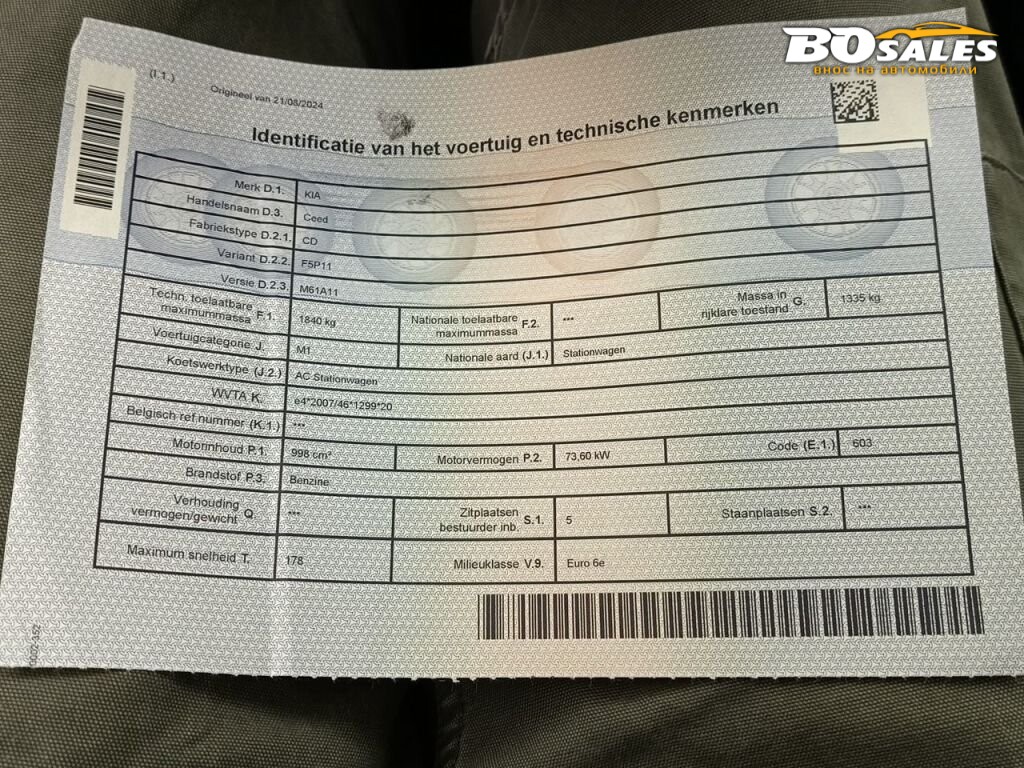 BOSALES
внос на автомобили
(I.1.)
Origineel van 21/08/2024
Identificatie van het voertuig en technische kenmerken
Merk D.1. KIA
Handelsnaam D.3. Ceed
Fabriekstype D.2.1. CD
Variant D.2.2. F5P11
Versie D.2.3. M61A11
Techn. toelaatbare maximummassa F.1. 1840 kg Nationale toelaatbare maximummassa F.2. --- Massa in rijklare toestand G. 1335 kg
Voertuigcategorie J. M1 Nationale aard (J.1.) Stationwagen
Koetswerktype (J.2.) AC Stationwagen
WVTA K. e4*2007/46*1299*20
Belgisch ref.nummer (K.1.) ---
Motorinhoud P.1. 998 cm³ Motorvermogen P.2. 73,60 kW Code (E.1.) 603
Brandstof P.3. Benzine
Verhouding vermogen/gewicht Q. --- Zitplaatsen bestuurder inb. S.1. 5 Staanplaatsen S.2. ---
Maximum snelheid T. 178 Milieuklasse V.9. Euro 6e